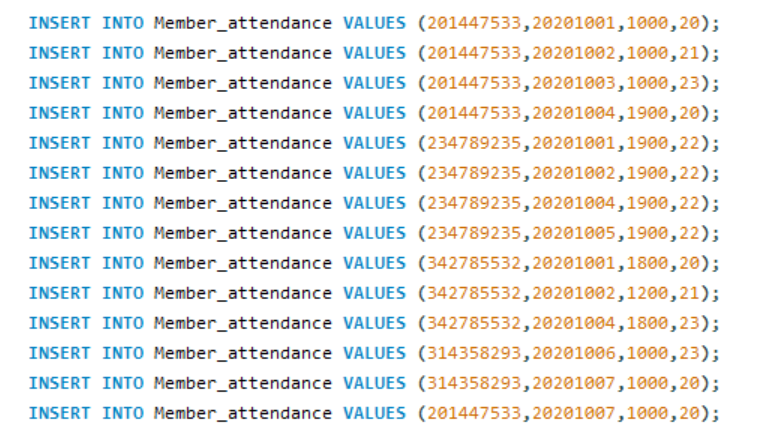 INSERT INTO Member_attendance VALUES (201447533,20201001,1000,20);
INSERT INTO Member_attendance VALUES (201447533,20201002,1000,21);
INSERT INTO Member_attendance VALUES (201447533,20201003,1000,23);
INSERT INTO Member_attendance VALUES (201447533,20201004,1900,20);
INSERT INTO Member_attendance VALUES (234789235,20201001,1900,22);
INSERT INTO Member_attendance VALUES (234789235,20201002,1900,22);
INSERT INTO Member_attendance VALUES (234789235,20201004,1900,22);
INSERT INTO Member_attendance VALUES (234789235,20201005,1900,22);
INSERT INTO Member_attendance VALUES (342785532,20201001,1800,20);
INSERT INTO Member_attendance VALUES (342785532,20201002,1200,21);
INSERT INTO Member_attendance VALUES (342785532,20201004,1800,23);
INSERT INTO Member_attendance VALUES (314358293,20201006,1000,23);
INSERT INTO Member_attendance VALUES (314358293,20201007,1000,20);
INSERT INTO Member_attendance VALUES (201447533,20201007,1000,20);